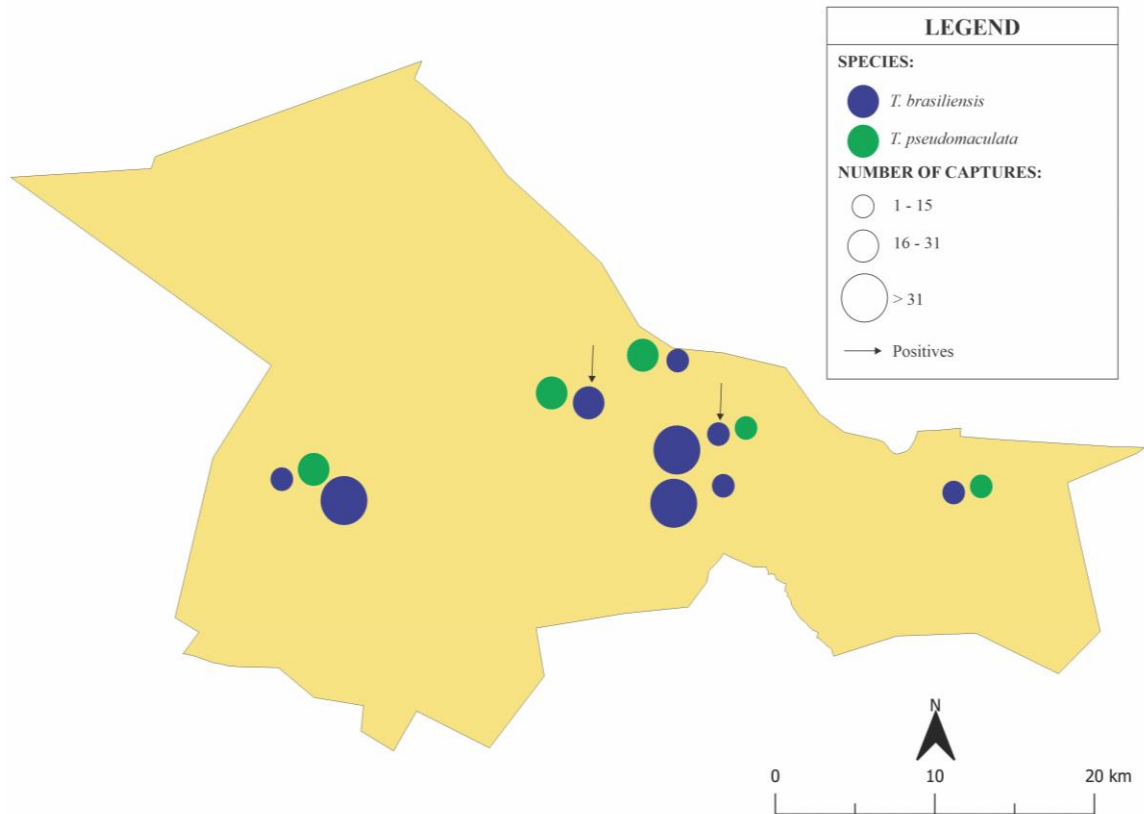 LEGEND
SPECIES:
T. brasiliensis
T. pseudomaculata
NUMBER OF CAPTURES:
1 - 15
16 - 31
> 31
Positives
N
0 10 20 km